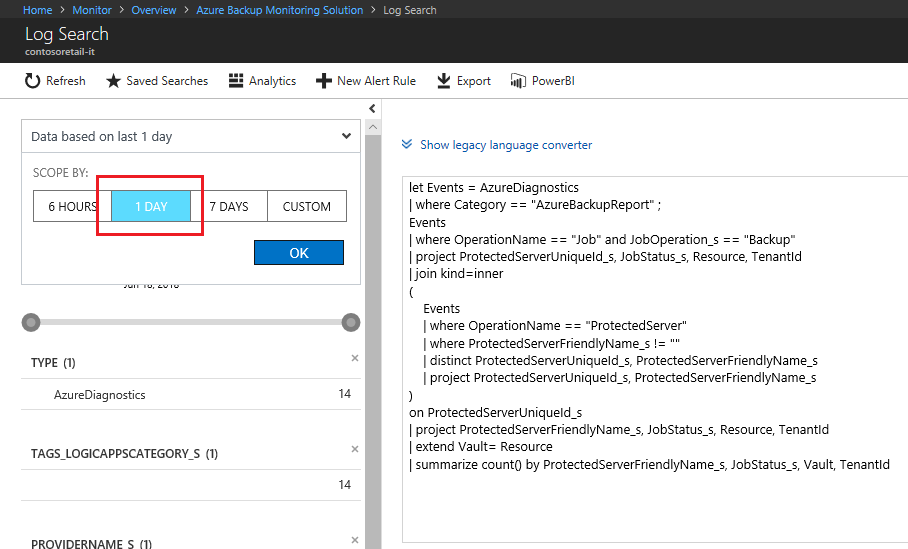 Home > Monitor > Overview > Azure Backup Monitoring Solution > Log Search
Log Search
contosoretail-it
Refresh Saved Searches Analytics New Alert Rule Export PowerBI
Data based on last 1 day
SCOPE BY:
6 HOURS 1 DAY 7 DAYS CUSTOM
OK
Jun 18, 2018
TYPE (1)
AzureDiagnostics 14
TAGS_LOGICAPPSCATEGORY_S (1)
14
PROVIDERNAME_S (1)
Show legacy language converter
let Events = AzureDiagnostics
| where Category == "AzureBackupReport" ;
Events
| where OperationName == "Job" and JobOperation_s == "Backup"
| project ProtectedServerUniqueId_s, JobStatus_s, Resource, TenantId
| join kind=inner
(
Events
| where OperationName == "ProtectedServer"
| where ProtectedServerFriendlyName_s != ""
| distinct ProtectedServerUniqueId_s, ProtectedServerFriendlyName_s
| project ProtectedServerUniqueId_s, ProtectedServerFriendlyName_s
)
on ProtectedServerUniqueId_s
| project ProtectedServerFriendlyName_s, JobStatus_s, Resource, TenantId
| extend Vault= Resource
| summarize count() by ProtectedServerFriendlyName_s, JobStatus_s, Vault, TenantId